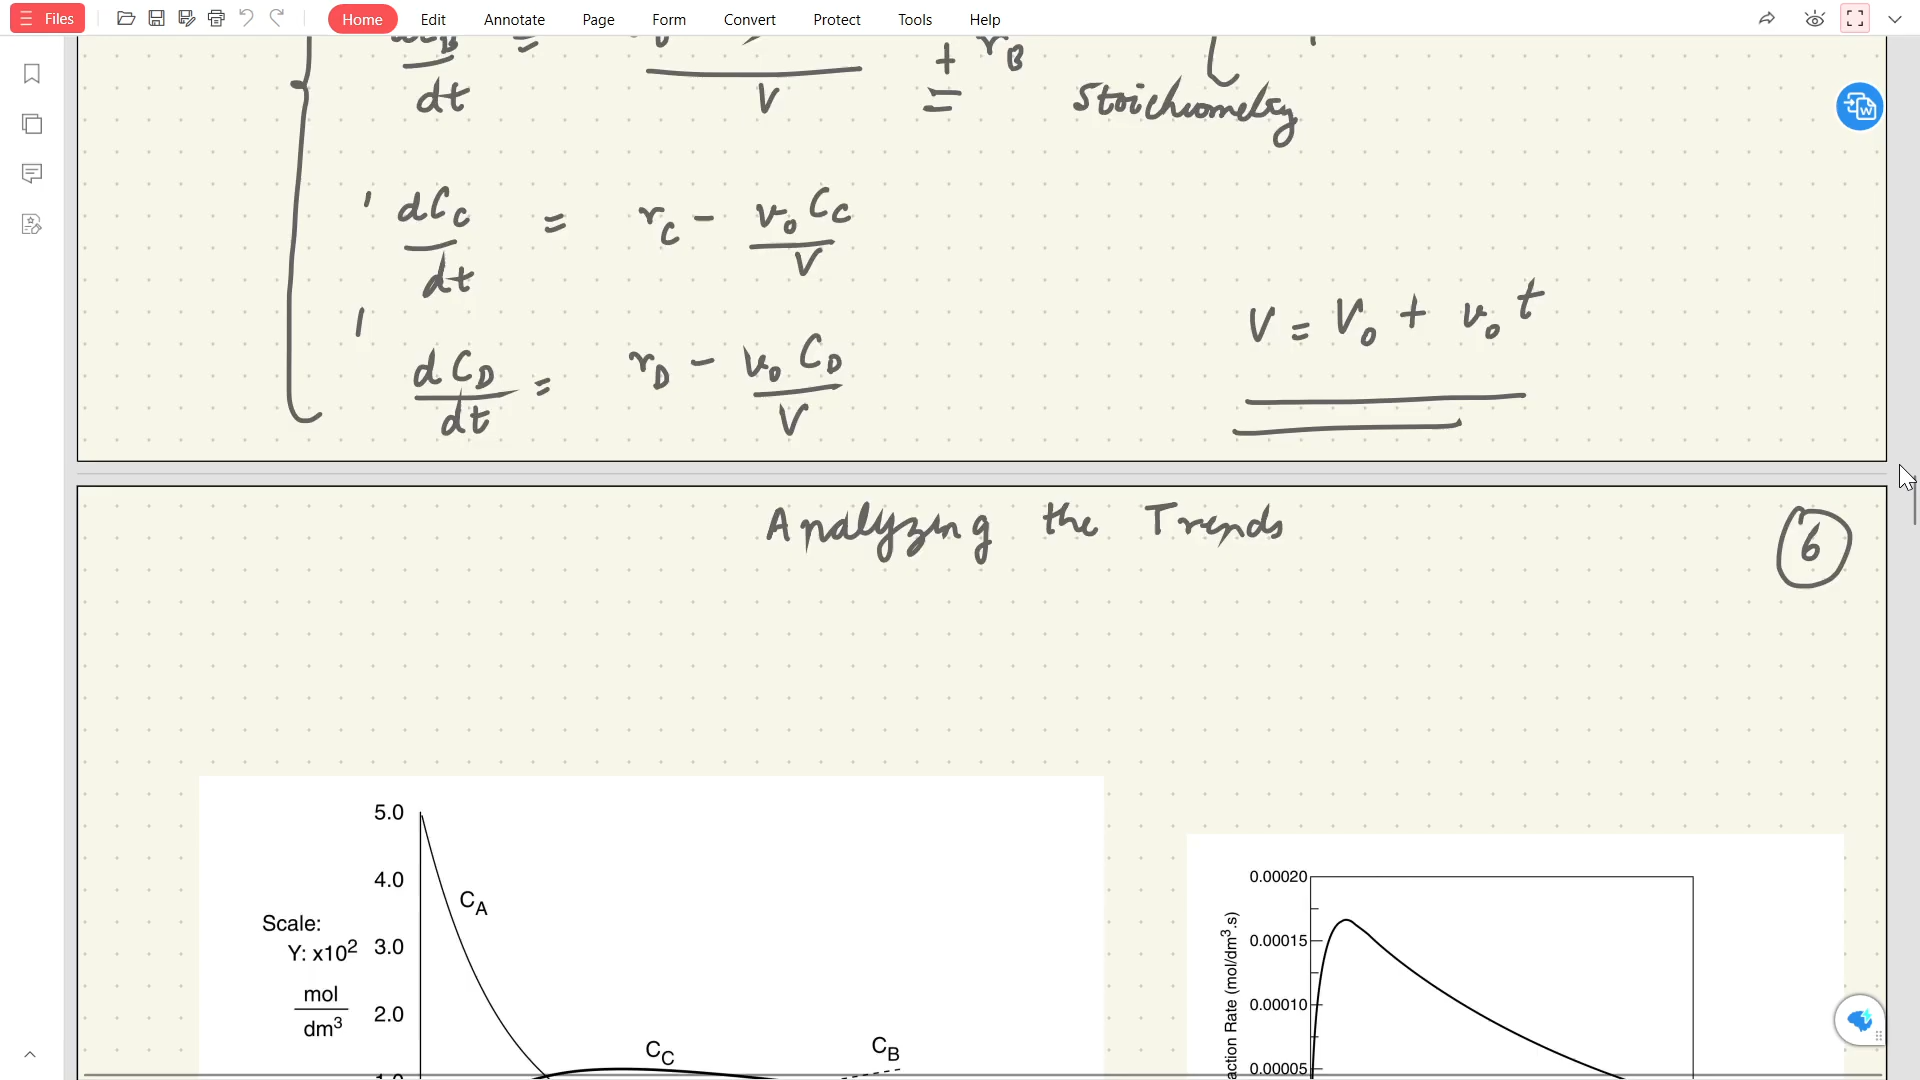 Files Home Edit Annotate Page Form Convert Protect Tools Help
dt = V + r_B
= stoichiometry
dC_C/dt = r_C - v_0 C_C/V
V = V_0 + v_0 t
dC_D/dt = r_D - v_0 C_D/V
Analyzing the Trends 6
5.0
4.0
C_A
Scale:
Y: x10^2 3.0
mol/dm^3
2.0
C_C C_B
1.0
0.00020
0.00015
0.00010
0.00005
action Rate (mol/dm^3.s)
W